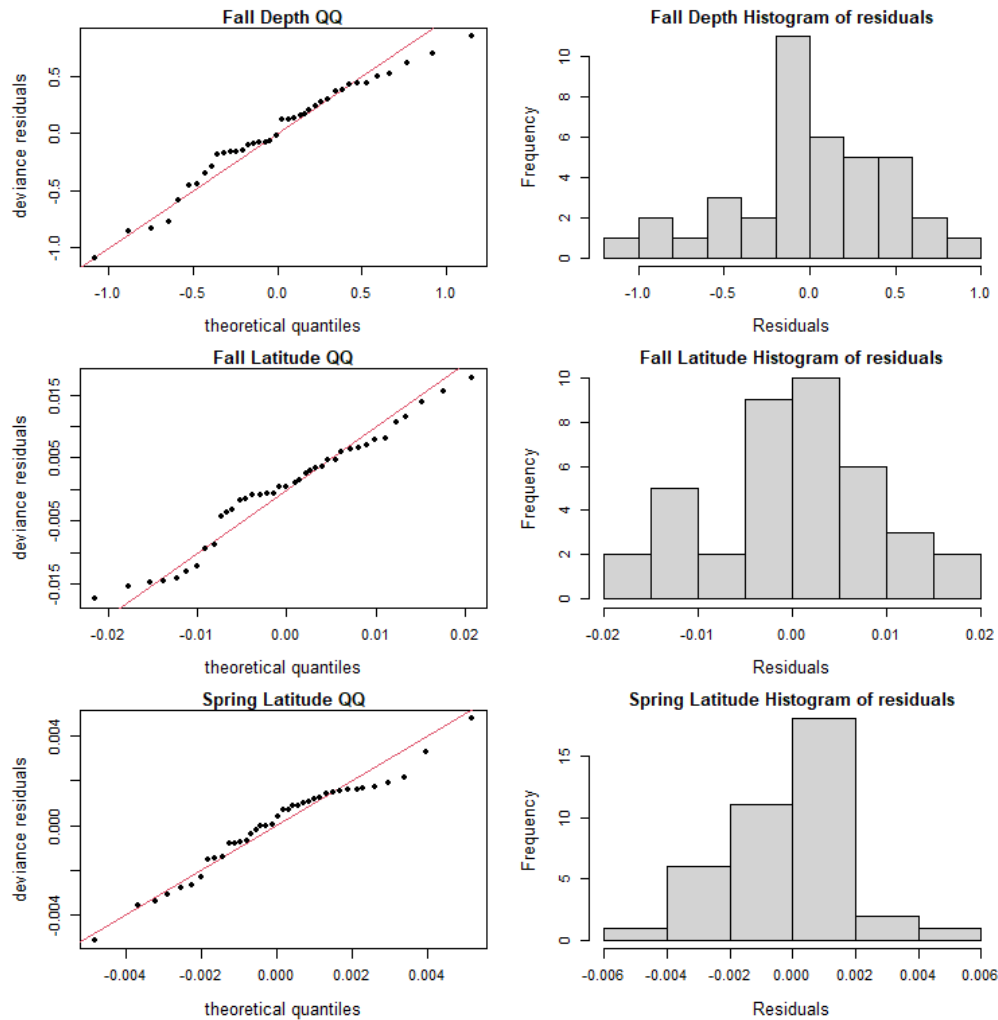 Fall Depth QQ
deviance residuals
0.5
0.0
-0.5
-1.0
-1.0 -0.5 0.0 0.5 1.0
theoretical quantiles
Fall Depth Histogram of residuals
Frequency
10
8
6
4
2
0
-1.0 -0.5 0.0 0.5 1.0
Residuals
Fall Latitude QQ
deviance residuals
0.015
0.005
-0.005
-0.015
-0.02 -0.01 0.00 0.01 0.02
theoretical quantiles
Fall Latitude Histogram of residuals
Frequency
10
8
6
4
2
0
-0.02 -0.01 0.00 0.01 0.02
Residuals
Spring Latitude QQ
deviance residuals
0.004
0.000
-0.004
-0.004 -0.002 0.000 0.002 0.004
theoretical quantiles
Spring Latitude Histogram of residuals
Frequency
15
10
5
0
-0.006 -0.004 -0.002 0.000 0.002 0.004 0.006
Residuals